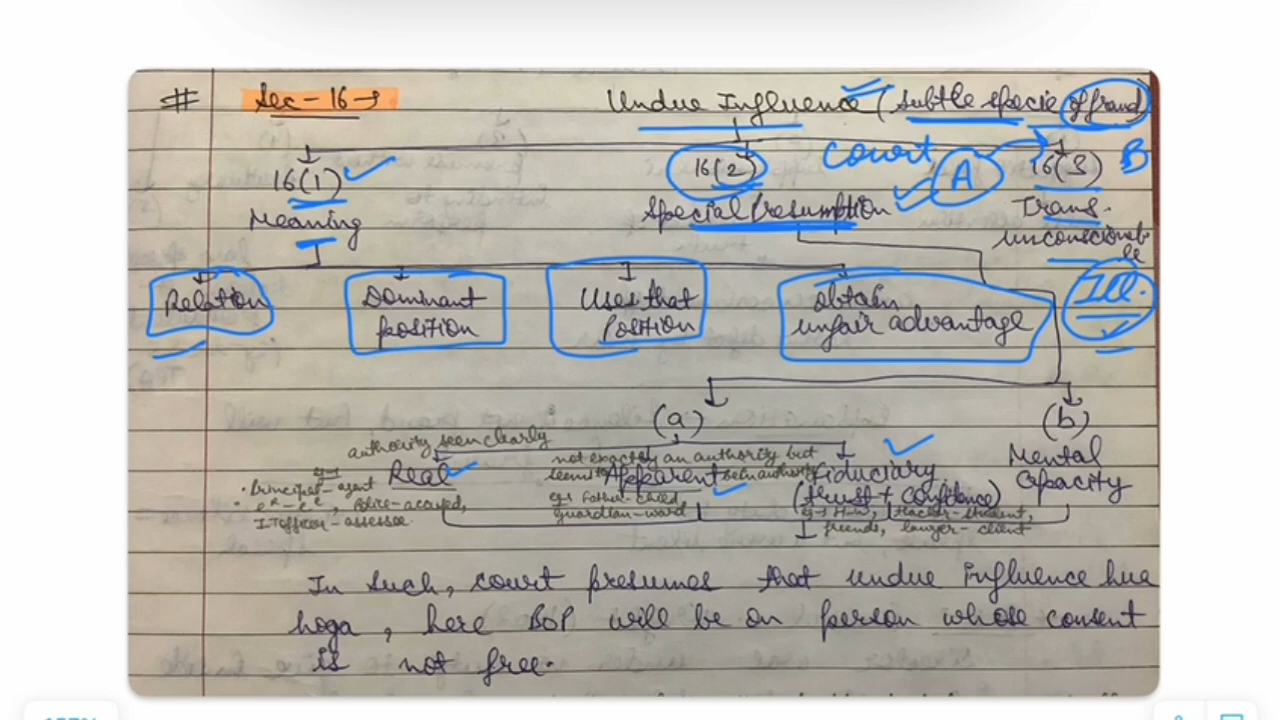 # Sec-16 → Undue Influence (Subtle specie of fraud)
16(1) 16(2) Court A 16(3) B
Meaning Special Presumption Trans.
unconscionable
Relation Dominant position Uses that Position obtain unfair advantage Ill.
(a) (b)
authority seen clearly
Real
eg-
• Principal-agent
eR-eE, Police-accused,
IT officer-assessee.
not exactly an authority but
seems to be in authority
Apparent
eg- Father-child
guardian-ward
Fiduciary
(trust + confidence)
eg- H-W, teacher-student,
friends, lawyer-client
Mental
Capacity
In such, court presumes that undue influence hua
hoga, here BOP will be on person whose consent
is not free.